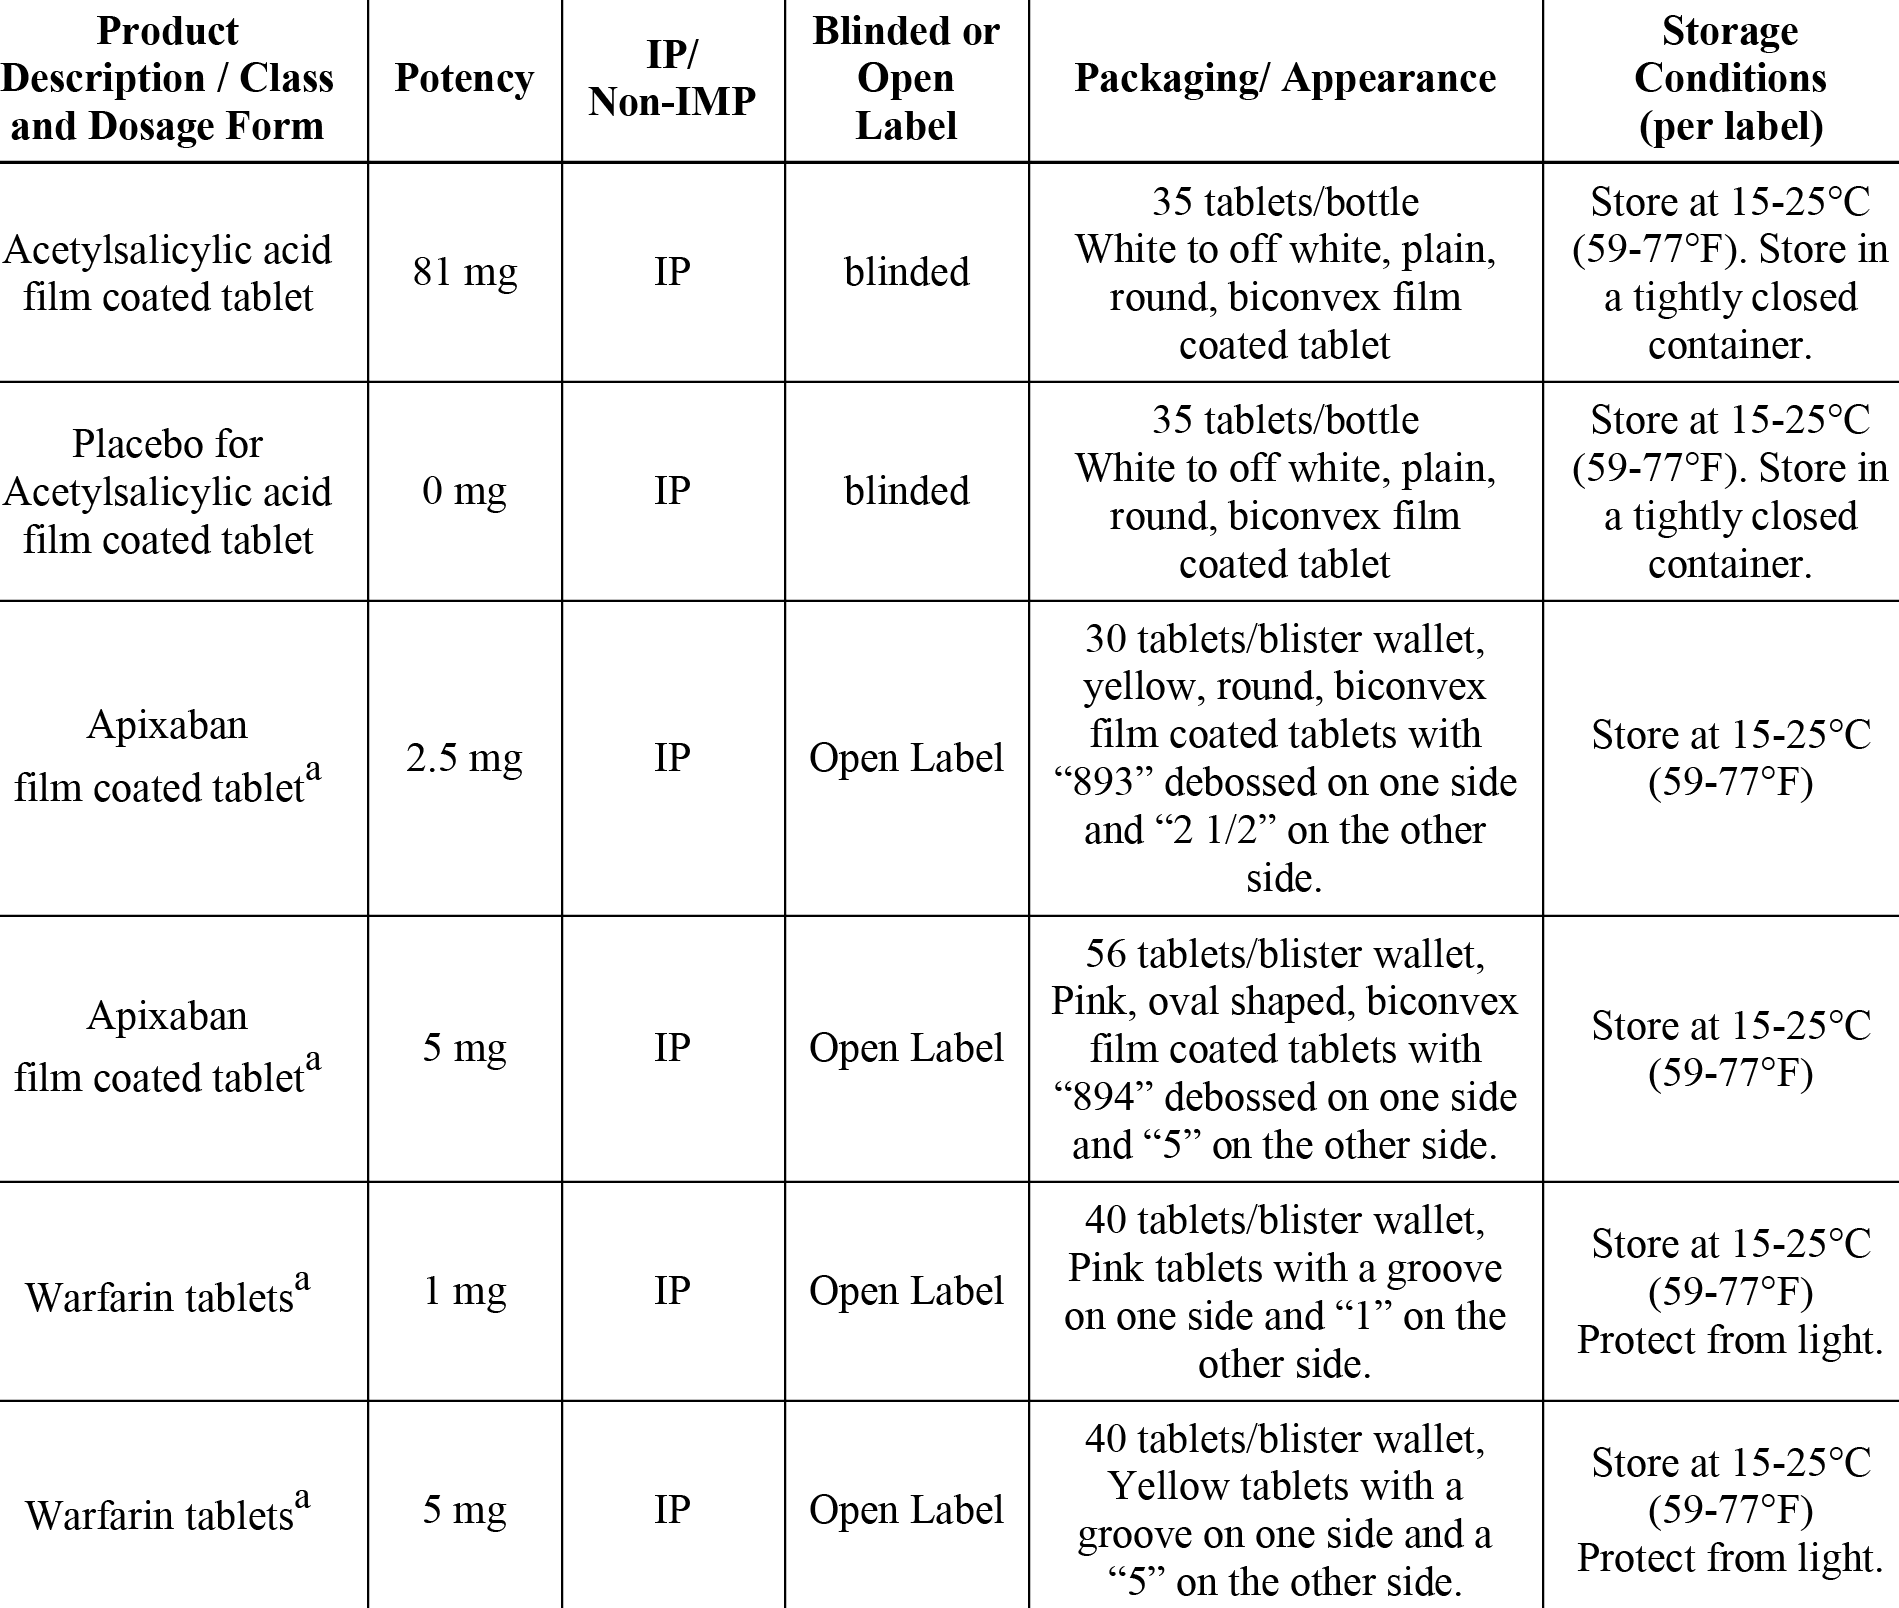 Product
Description / Class
and Dosage Form
Potency
IP/
Non-IMP
Blinded or
Open
Label
Packaging/ Appearance
Storage
Conditions
(per label)
Acetylsalicylic acid
film coated tablet
81 mg
IP
blinded
35 tablets/bottle
White to off white, plain,
round, biconvex film
coated tablet
Store at 15-25°C
(59-77°F). Store in
a tightly closed
container.
Placebo for
Acetylsalicylic acid
film coated tablet
0 mg
IP
blinded
35 tablets/bottle
White to off white, plain,
round, biconvex film
coated tablet
Store at 15-25°C
(59-77°F). Store in
a tightly closed
container.
Apixaban
film coated tablet^a
2.5 mg
IP
Open Label
30 tablets/blister wallet,
yellow, round, biconvex
film coated tablets with
“893” debossed on one side
and “2 1/2” on the other
side.
Store at 15-25°C
(59-77°F)
Apixaban
film coated tablet^a
5 mg
IP
Open Label
56 tablets/blister wallet,
Pink, oval shaped, biconvex
film coated tablets with
“894” debossed on one side
and “5” on the other side.
Store at 15-25°C
(59-77°F)
Warfarin tablets^a
1 mg
IP
Open Label
40 tablets/blister wallet,
Pink tablets with a groove
on one side and “1” on the
other side.
Store at 15-25°C
(59-77°F)
Protect from light.
Warfarin tablets^a
5 mg
IP
Open Label
40 tablets/blister wallet,
Yellow tablets with a
groove on one side and a
“5” on the other side.
Store at 15-25°C
(59-77°F)
Protect from light.